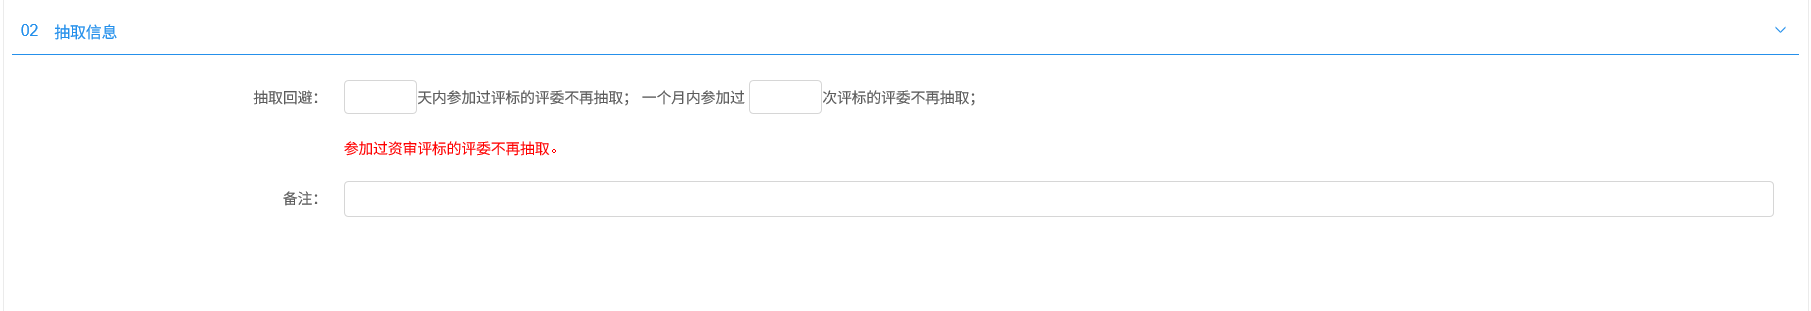 02 抽取信息
抽取回避： 天内参加过评标的评委不再抽取； 一个月内参加过 次评标的评委不再抽取；
参加过资审评标的评委不再抽取。
备注：